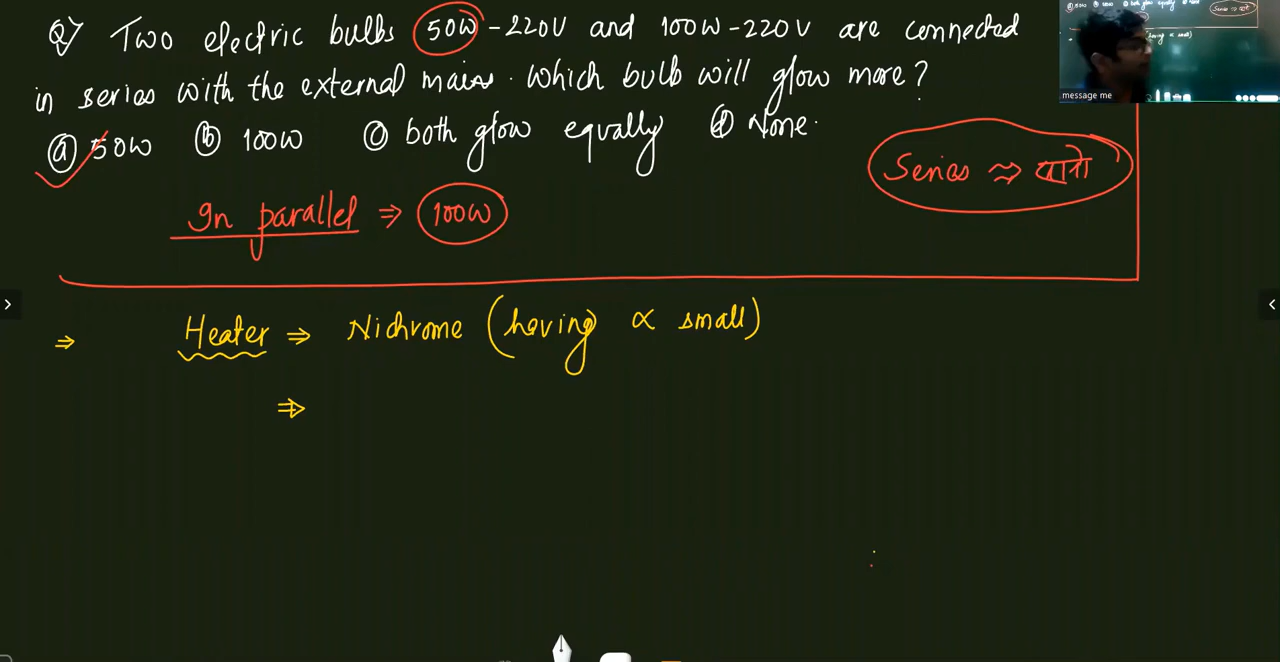 Q) Two electric bulbs 50W-220V and 100W-220V are connected
in series with the external mains. Which bulb will glow more?
(a) 50W (b) 100W (c) both glow equally (d) None.
Series ⇒
In parallel ⇒ 100W
⇒ Heater ⇒ Nichrome (having ∝ small)
⇒
message me